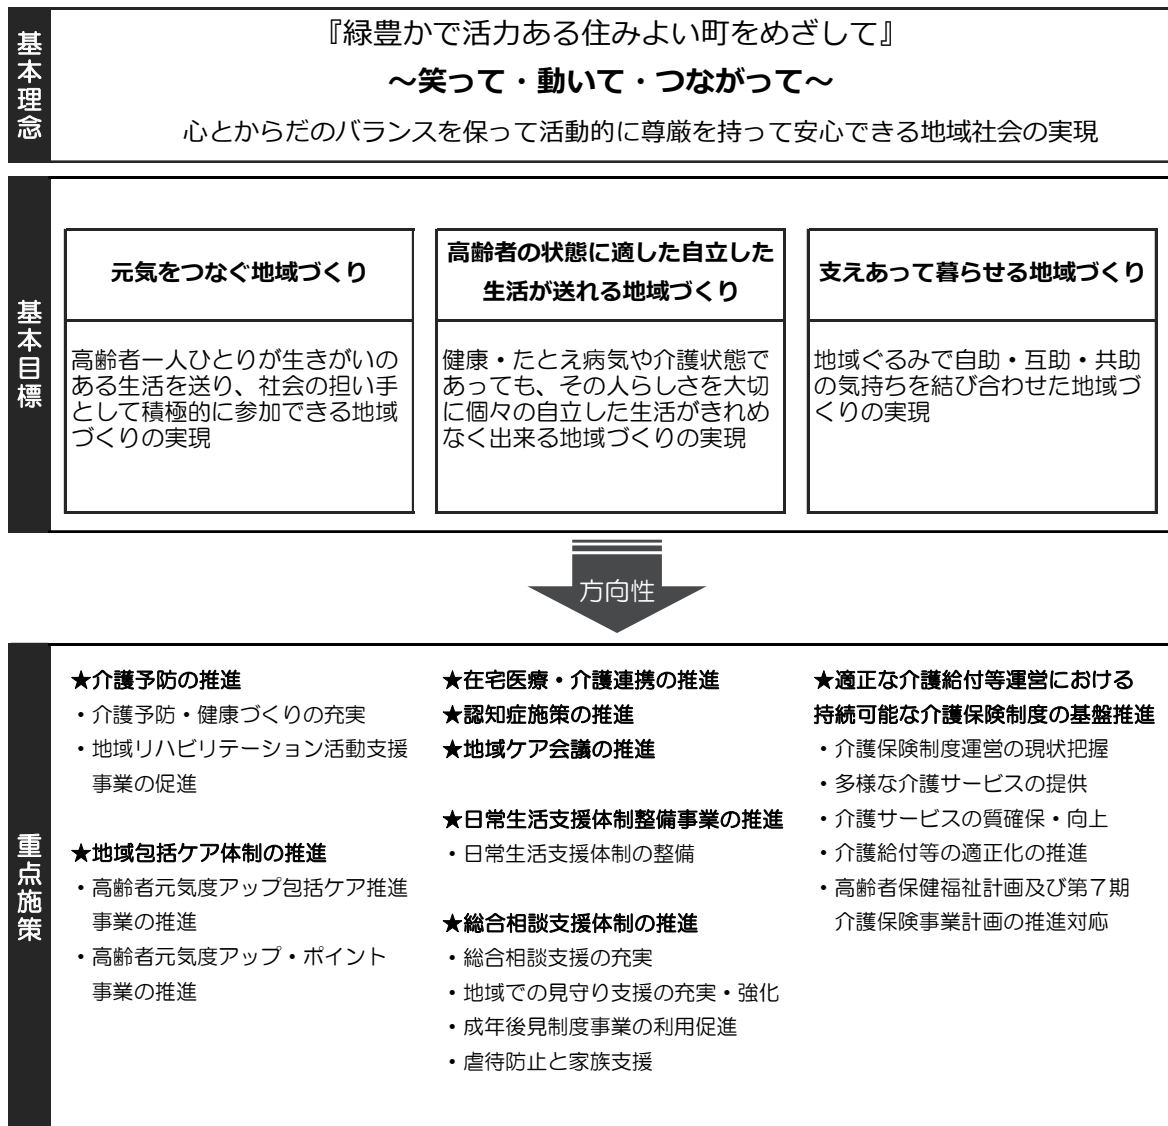 基本理念
『緑豊かで活力ある住みよい町をめざして』
～笑って・動いて・つながって～
心とからだのバランスを保って活動的に尊厳を持って安心できる地域社会の実現
基本目標
元気をつなぐ地域づくり
高齢者一人ひとりが生きがいの
ある生活を送り、社会の担い手
として積極的に参加できる地域
づくりの実現
高齢者の状態に適した自立した
生活が送れる地域づくり
健康・たとえ病気や介護状態で
あっても、その人らしさを大切
に個々の自立した生活がきれめ
なく出来る地域づくりの実現
支えあって暮らせる地域づくり
地域ぐるみで自助・互助・共助
の気持ちを結び合わせた地域づ
くりの実現
方向性
重点施策
★介護予防の推進
・介護予防・健康づくりの充実
・地域リハビリテーション活動支援
事業の促進
★地域包括ケア体制の推進
・高齢者元気度アップ包括ケア推進
事業の推進
・高齢者元気度アップ・ポイント
事業の推進
★在宅医療・介護連携の推進
★認知症施策の推進
★地域ケア会議の推進
★日常生活支援体制整備事業の推進
・日常生活支援体制の整備
★総合相談支援体制の推進
・総合相談支援の充実
・地域での見守り支援の充実・強化
・成年後見制度事業の利用促進
・虐待防止と家族支援
★適正な介護給付等運営における
持続可能な介護保険制度の基盤推進
・介護保険制度運営の現状把握
・多様な介護サービスの提供
・介護サービスの質確保・向上
・介護給付等の適正化の推進
・高齢者保健福祉計画及び第７期
介護保険事業計画の推進対応